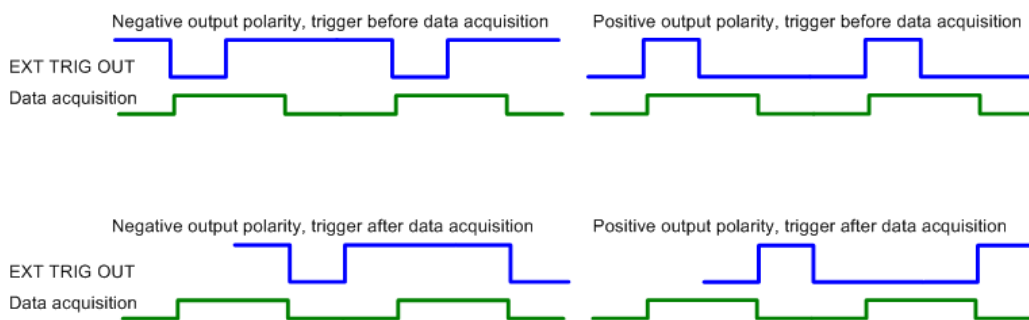 Negative output polarity, trigger before data acquisition
Positive output polarity, trigger before data acquisition
EXT TRIG OUT
Data acquisition
Negative output polarity, trigger after data acquisition
Positive output polarity, trigger after data acquisition
EXT TRIG OUT
Data acquisition